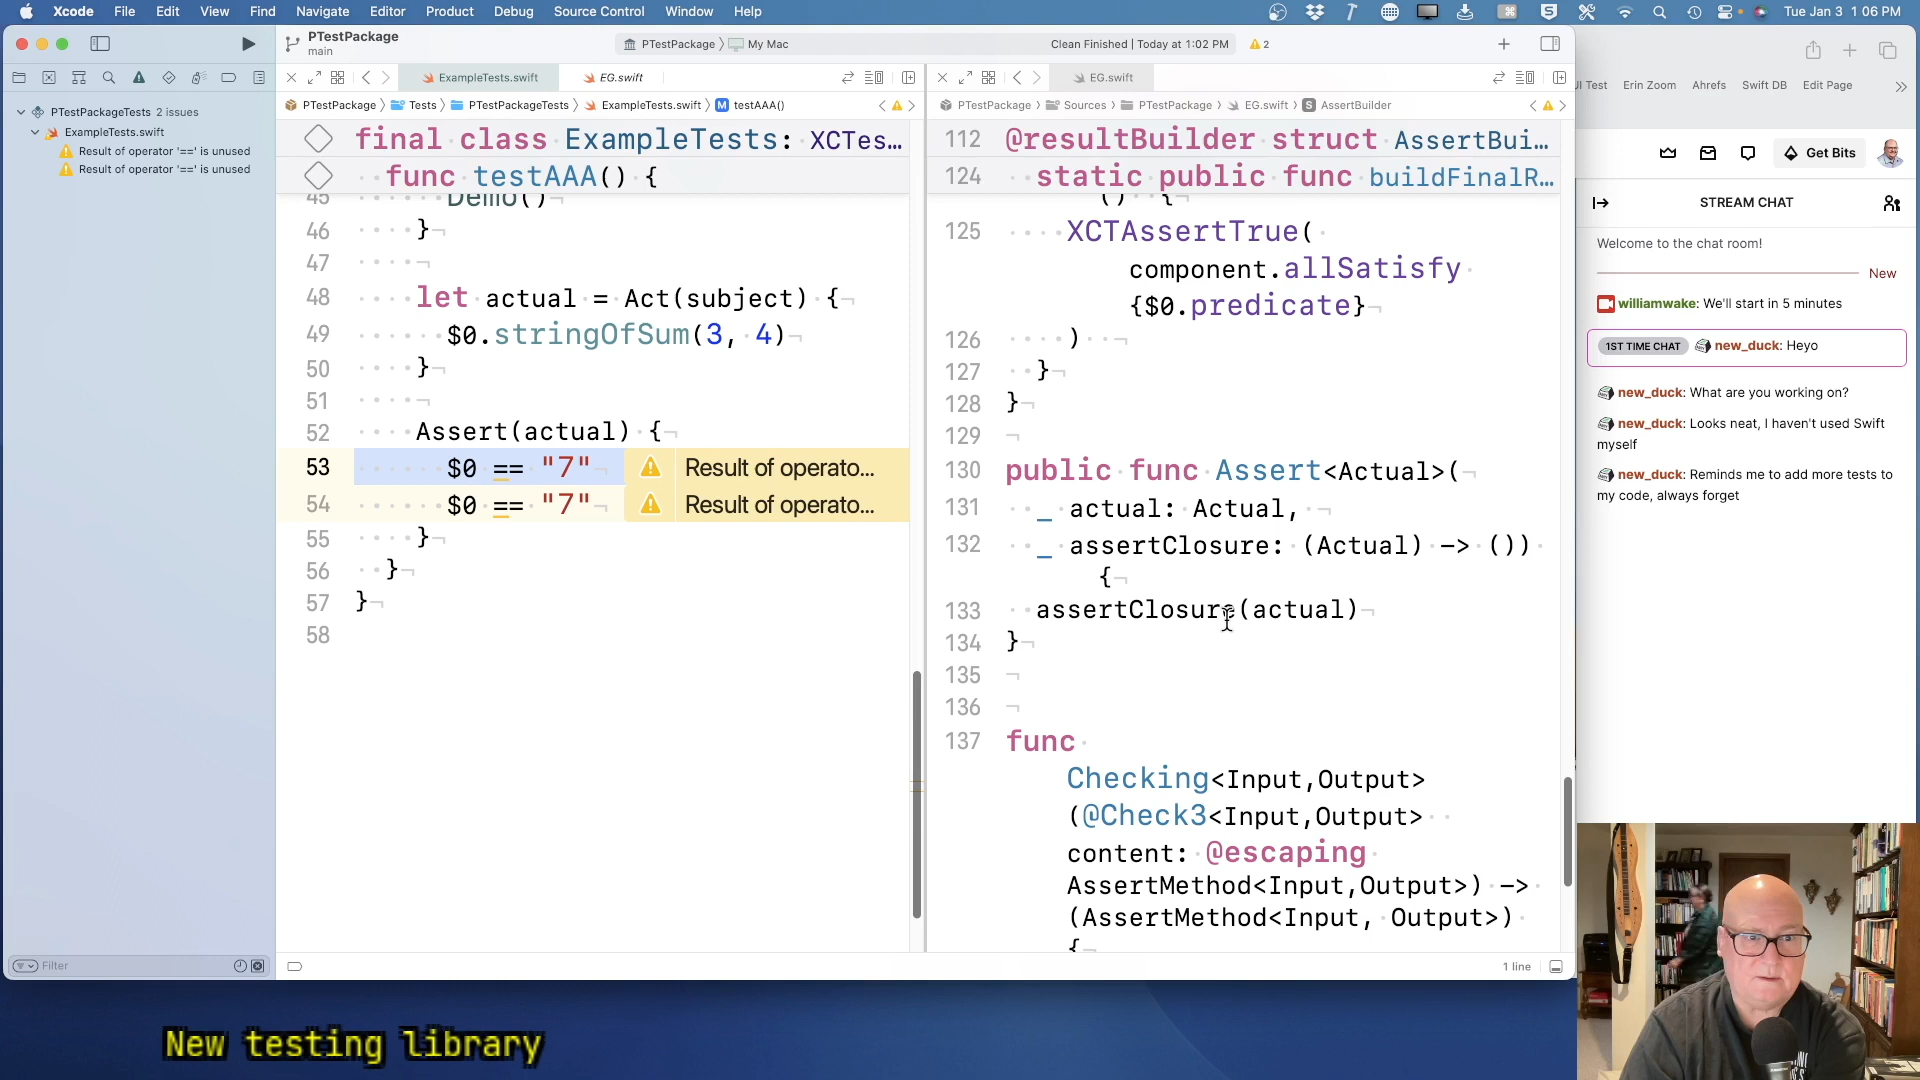 Xcode File Edit View Find Navigate Editor Product Debug Source Control Window Help
Tue Jan 3 1:06 PM
PTestPackage
main
PTestPackage 〉 My Mac
Clean Finished | Today at 1:02 PM
2
ExampleTests.swift
EG.swift
EG.swift
PTestPackage 〉 Tests 〉 PTestPackageTests 〉 ExampleTests.swift 〉 M testAAA()
PTestPackage 〉 Sources 〉 PTestPackage 〉 EG.swift 〉 S AssertBuilder
PTestPackageTests 2 issues
ExampleTests.swift
Result of operator '==' is unused
Result of operator '==' is unused
Filter
final class ExampleTests: XCTes…
func testAAA() {
45 Demo()
46 }
47
48 let actual = Act(subject) {
49 $0.stringOfSum(3, 4)
50 }
51
52 Assert(actual) {
53 $0 == "7" Result of operato…
54 $0 == "7" Result of operato…
55 }
56 }
57 }
58
112 @resultBuilder struct AssertBui…
124 static public func buildFinalR…
() {
125 XCTAssertTrue(
component.allSatisfy
{$0.predicate}
126 )
127 }
128 }
129
130 public func Assert<Actual>(
131 _ actual: Actual,
132 _ assertClosure: (Actual) -> ())
{
133 assertClosure(actual)
134 }
135
136
137 func
Checking<Input,Output>
(@Check3<Input,Output>
content: @escaping
AssertMethod<Input,Output>) ->
(AssertMethod<Input, Output>)
{
1 line
UI Test Erin Zoom Ahrefs Swift DB Edit Page
Get Bits
STREAM CHAT
Welcome to the chat room!
New
williamwake: We'll start in 5 minutes
1ST TIME CHAT new_duck: Heyo
new_duck: What are you working on?
new_duck: Looks neat, I haven't used Swift
myself
new_duck: Reminds me to add more tests to
my code, always forget
New testing library